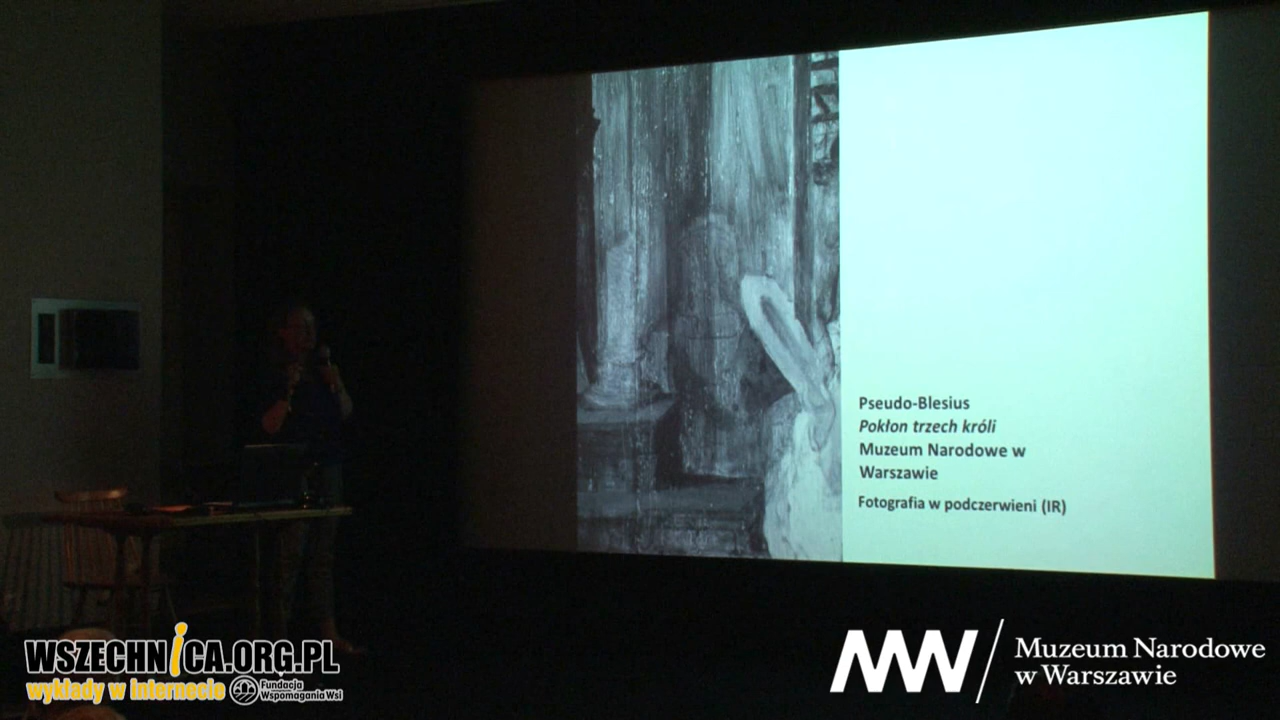 Pseudo-Blesius
Pokłon trzech króli
Muzeum Narodowe w
Warszawie
Fotografia w podczerwieni (IR)
WSZECHNICA.ORG.PL
wykłady w internecie
Fundacja
Wspomagania Wsi
Muzeum Narodowe
w Warszawie